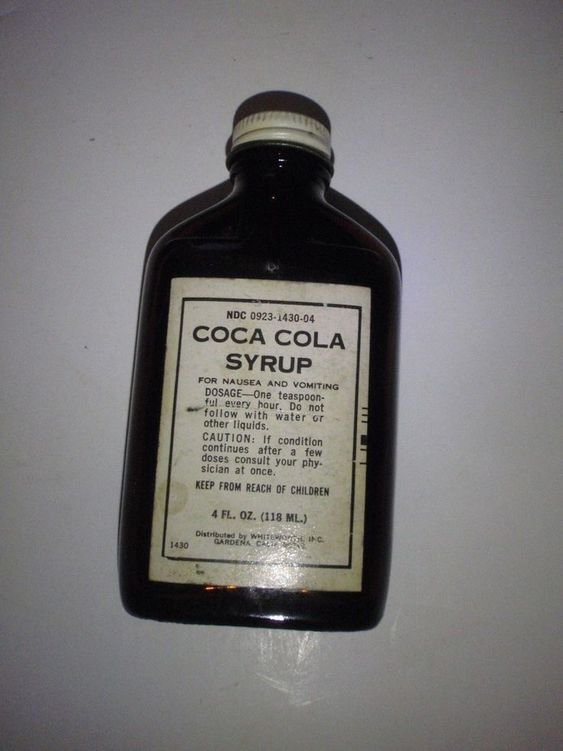 NDC 0923-1430-04
COCA COLA
SYRUP
FOR NAUSEA AND VOMITING
DOSAGE—One teaspoon-
ful every hour. Do not
follow with water or
other liquids.
CAUTION: If condition
continues after a few
doses consult your phy-
sician at once.
KEEP FROM REACH OF CHILDREN
4 FL. OZ. (118 ML.)
Distributed by WHITEWORTH, INC.
GARDENA,
1430